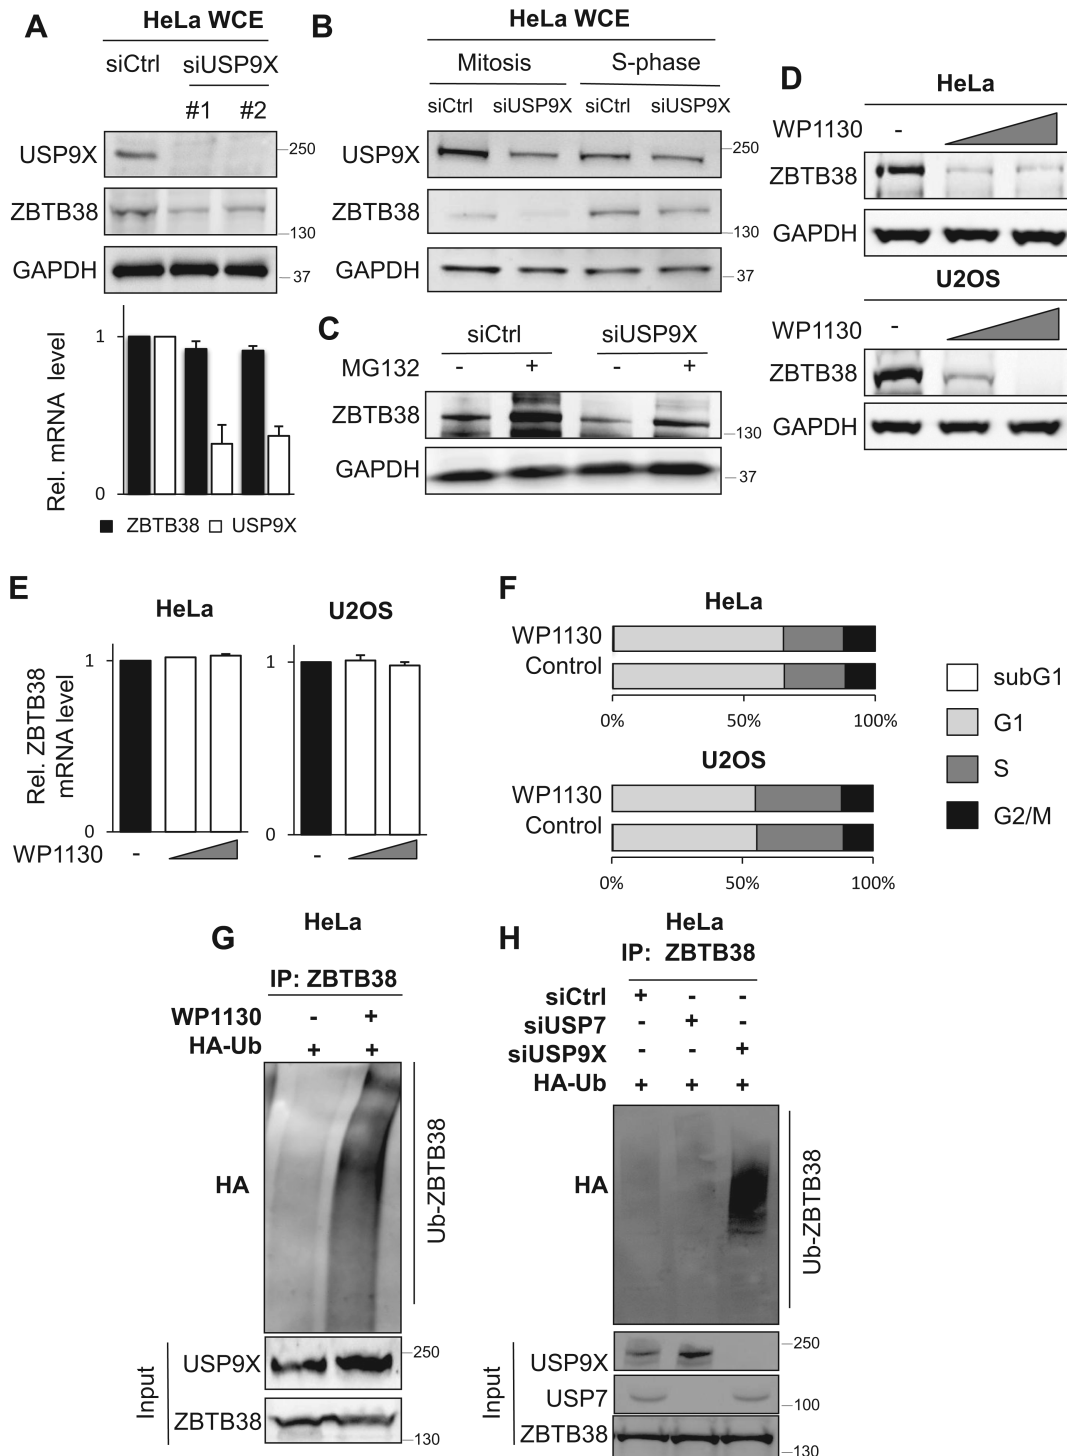 A
HeLa WCE
siCtrl siUSP9X
#1 #2
USP9X
250
ZBTB38
130
GAPDH
37
Rel. mRNA level
1
0
ZBTB38 USP9X
B
HeLa WCE
Mitosis S-phase
siCtrl siUSP9X siCtrl siUSP9X
USP9X
250
ZBTB38
130
GAPDH
37
C
siCtrl siUSP9X
MG132 - + - +
ZBTB38
130
GAPDH
37
D
HeLa
WP1130 -
ZBTB38
GAPDH
U2OS
WP1130 -
ZBTB38
GAPDH
E
HeLa U2OS
Rel. ZBTB38
mRNA level
1 1
0 0
WP1130 - -
F
HeLa
WP1130
Control
0% 50% 100%
U2OS
WP1130
Control
0% 50% 100%
subG1
G1
S
G2/M
G
HeLa
IP: ZBTB38
WP1130 - +
HA-Ub + +
HA
Ub-ZBTB38
Input
USP9X
250
ZBTB38
130
H
HeLa
IP: ZBTB38
siCtrl + - -
siUSP7 - + -
siUSP9X - - +
HA-Ub + + +
HA
Ub-ZBTB38
Input
USP9X
250
USP7
100
ZBTB38
130